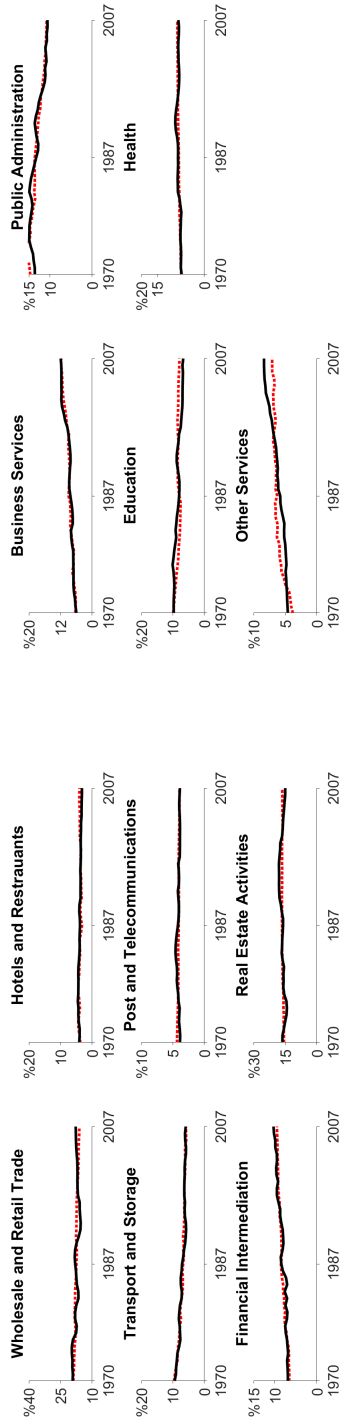 Wholesale and Retail Trade
%40
25
10
1970 1987 2007
Hotels and Restrauants
%20
10
0
1970 1987 2007
Business Services
%20
12
0
1970 1987 2007
Public Administration
%15
10
0
1970 1987 2007
Transport and Storage
%20
10
0
1970 1987 2007
Post and Telecommunications
%10
5
0
1970 1987 2007
Education
%20
10
0
1970 1987 2007
Health
%20
15
10
0
1970 1987 2007
Financial Intermediation
%15
10
5
0
1970 1987 2007
Real Estate Activities
%30
15
0
1970 1987 2007
Other Services
%10
5
0
1970 1987 2007